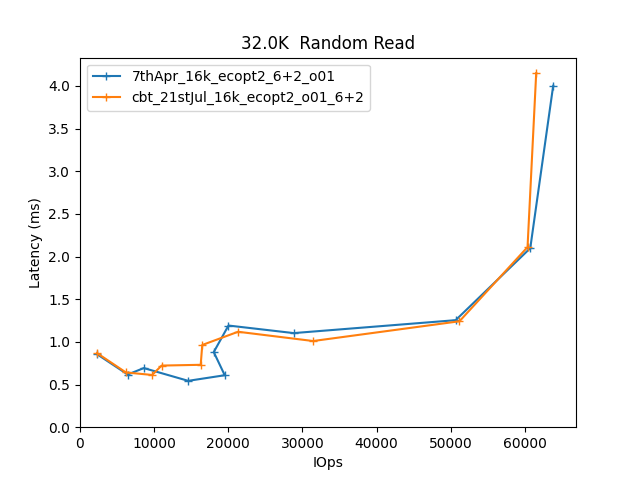 32.0K  Random Read
7thApr_16k_ecopt2_6+2_o01
cbt_21stJul_16k_ecopt2_o01_6+2
Latency (ms)
4.0
3.5
3.0
2.5
2.0
1.5
1.0
0.5
0.0
0 10000 20000 30000 40000 50000 60000
IOps